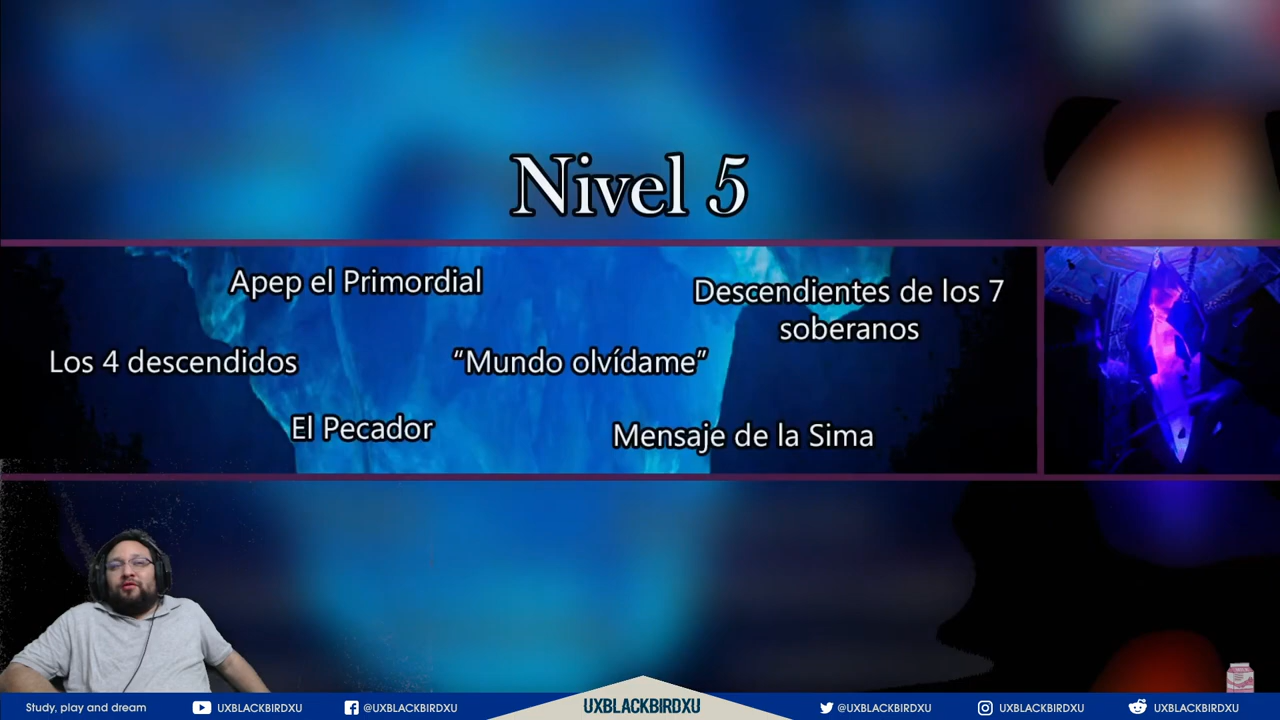 Nivel 5
Apep el Primordial
Descendientes de los 7
soberanos
Los 4 descendidos
“Mundo olvídame”
El Pecador
Mensaje de la Sima
Study, play and dream
UXBLACKBIRDXU
@UXBLACKBIRDXU
UXBLACKBIRDXU
@UXBLACKBIRDXU
UXBLACKBIRDXU
UXBLACKBIRDXU